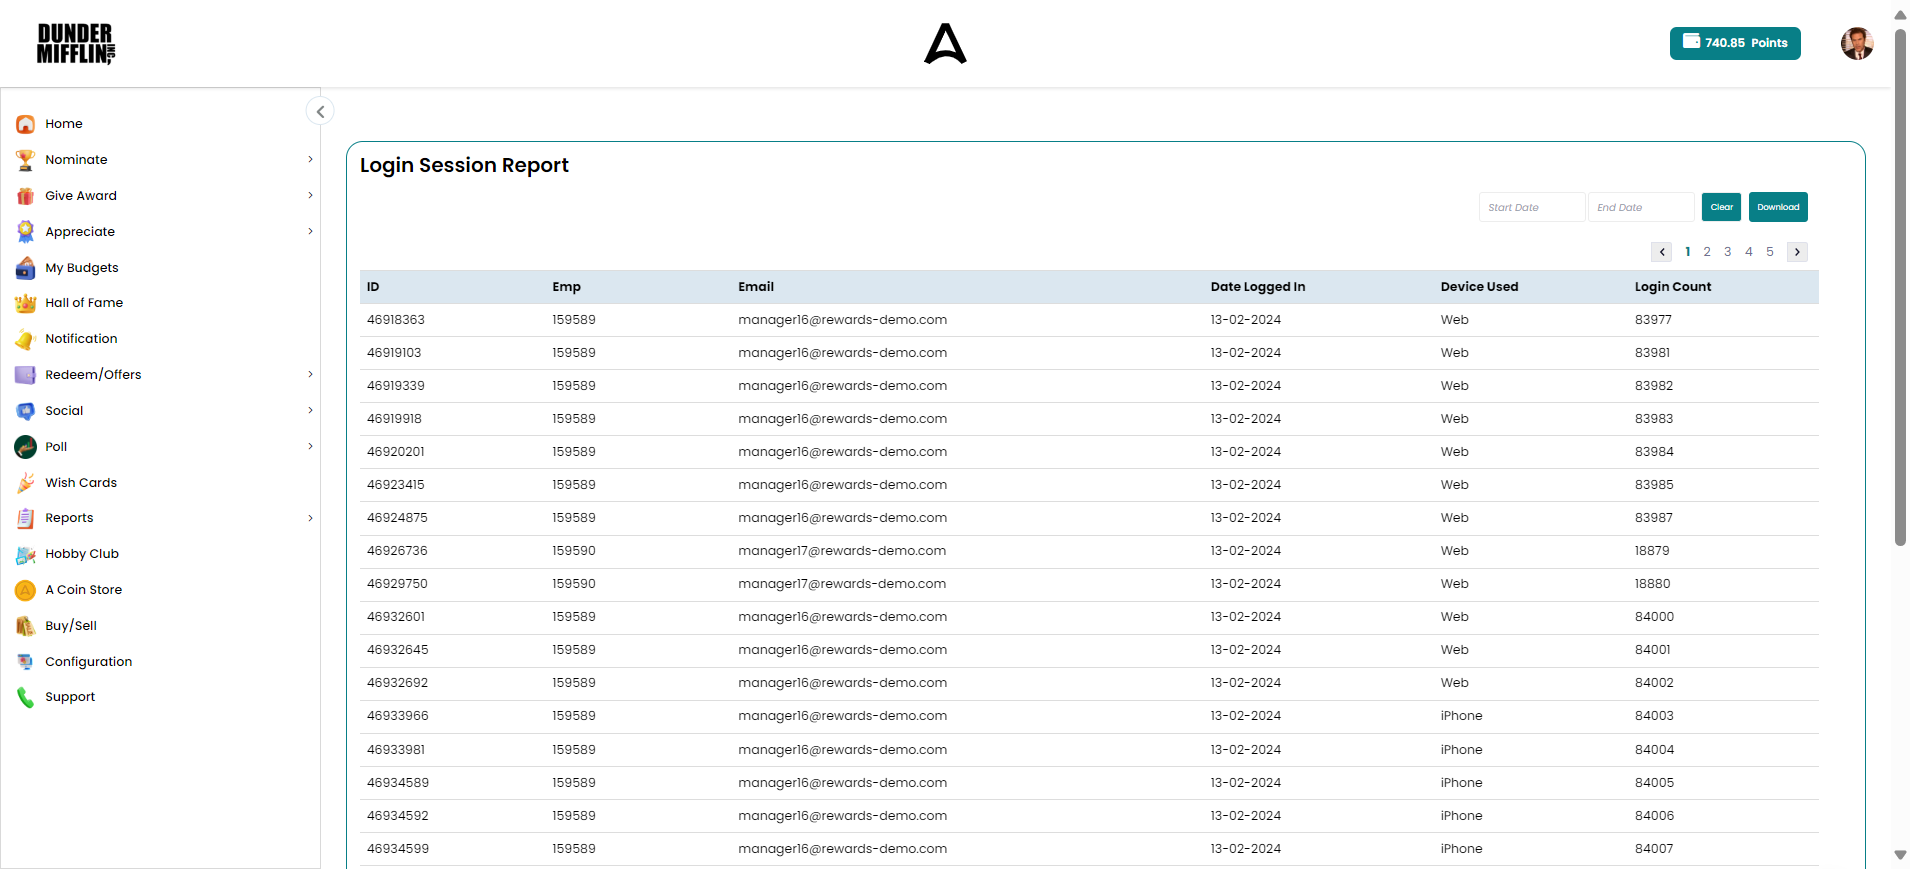 DUNDER
MIFFLIN, INC
A
740.85 Points
Home
Nominate
Give Award
Appreciate
My Budgets
Hall of Fame
Notification
Redeem/Offers
Social
Poll
Wish Cards
Reports
Hobby Club
A Coin Store
Buy/Sell
Configuration
Support
Login Session Report
Start Date End Date Clear Download
1 2 3 4 5
ID Emp Email Date Logged In Device Used Login Count
46918363 159589 manager16@rewards-demo.com 13-02-2024 Web 83977
46919103 159589 manager16@rewards-demo.com 13-02-2024 Web 83981
46919339 159589 manager16@rewards-demo.com 13-02-2024 Web 83982
46919918 159589 manager16@rewards-demo.com 13-02-2024 Web 83983
46920201 159589 manager16@rewards-demo.com 13-02-2024 Web 83984
46923415 159589 manager16@rewards-demo.com 13-02-2024 Web 83985
46924875 159589 manager16@rewards-demo.com 13-02-2024 Web 83987
46926736 159590 manager17@rewards-demo.com 13-02-2024 Web 18879
46929750 159590 manager17@rewards-demo.com 13-02-2024 Web 18880
46932601 159589 manager16@rewards-demo.com 13-02-2024 Web 84000
46932645 159589 manager16@rewards-demo.com 13-02-2024 Web 84001
46932692 159589 manager16@rewards-demo.com 13-02-2024 Web 84002
46933966 159589 manager16@rewards-demo.com 13-02-2024 iPhone 84003
46933981 159589 manager16@rewards-demo.com 13-02-2024 iPhone 84004
46934589 159589 manager16@rewards-demo.com 13-02-2024 iPhone 84005
46934592 159589 manager16@rewards-demo.com 13-02-2024 iPhone 84006
46934599 159589 manager16@rewards-demo.com 13-02-2024 iPhone 84007